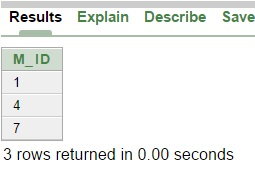 Results Explain Describe Save
M_ID
1
4
7
3 rows returned in 0.00 seconds